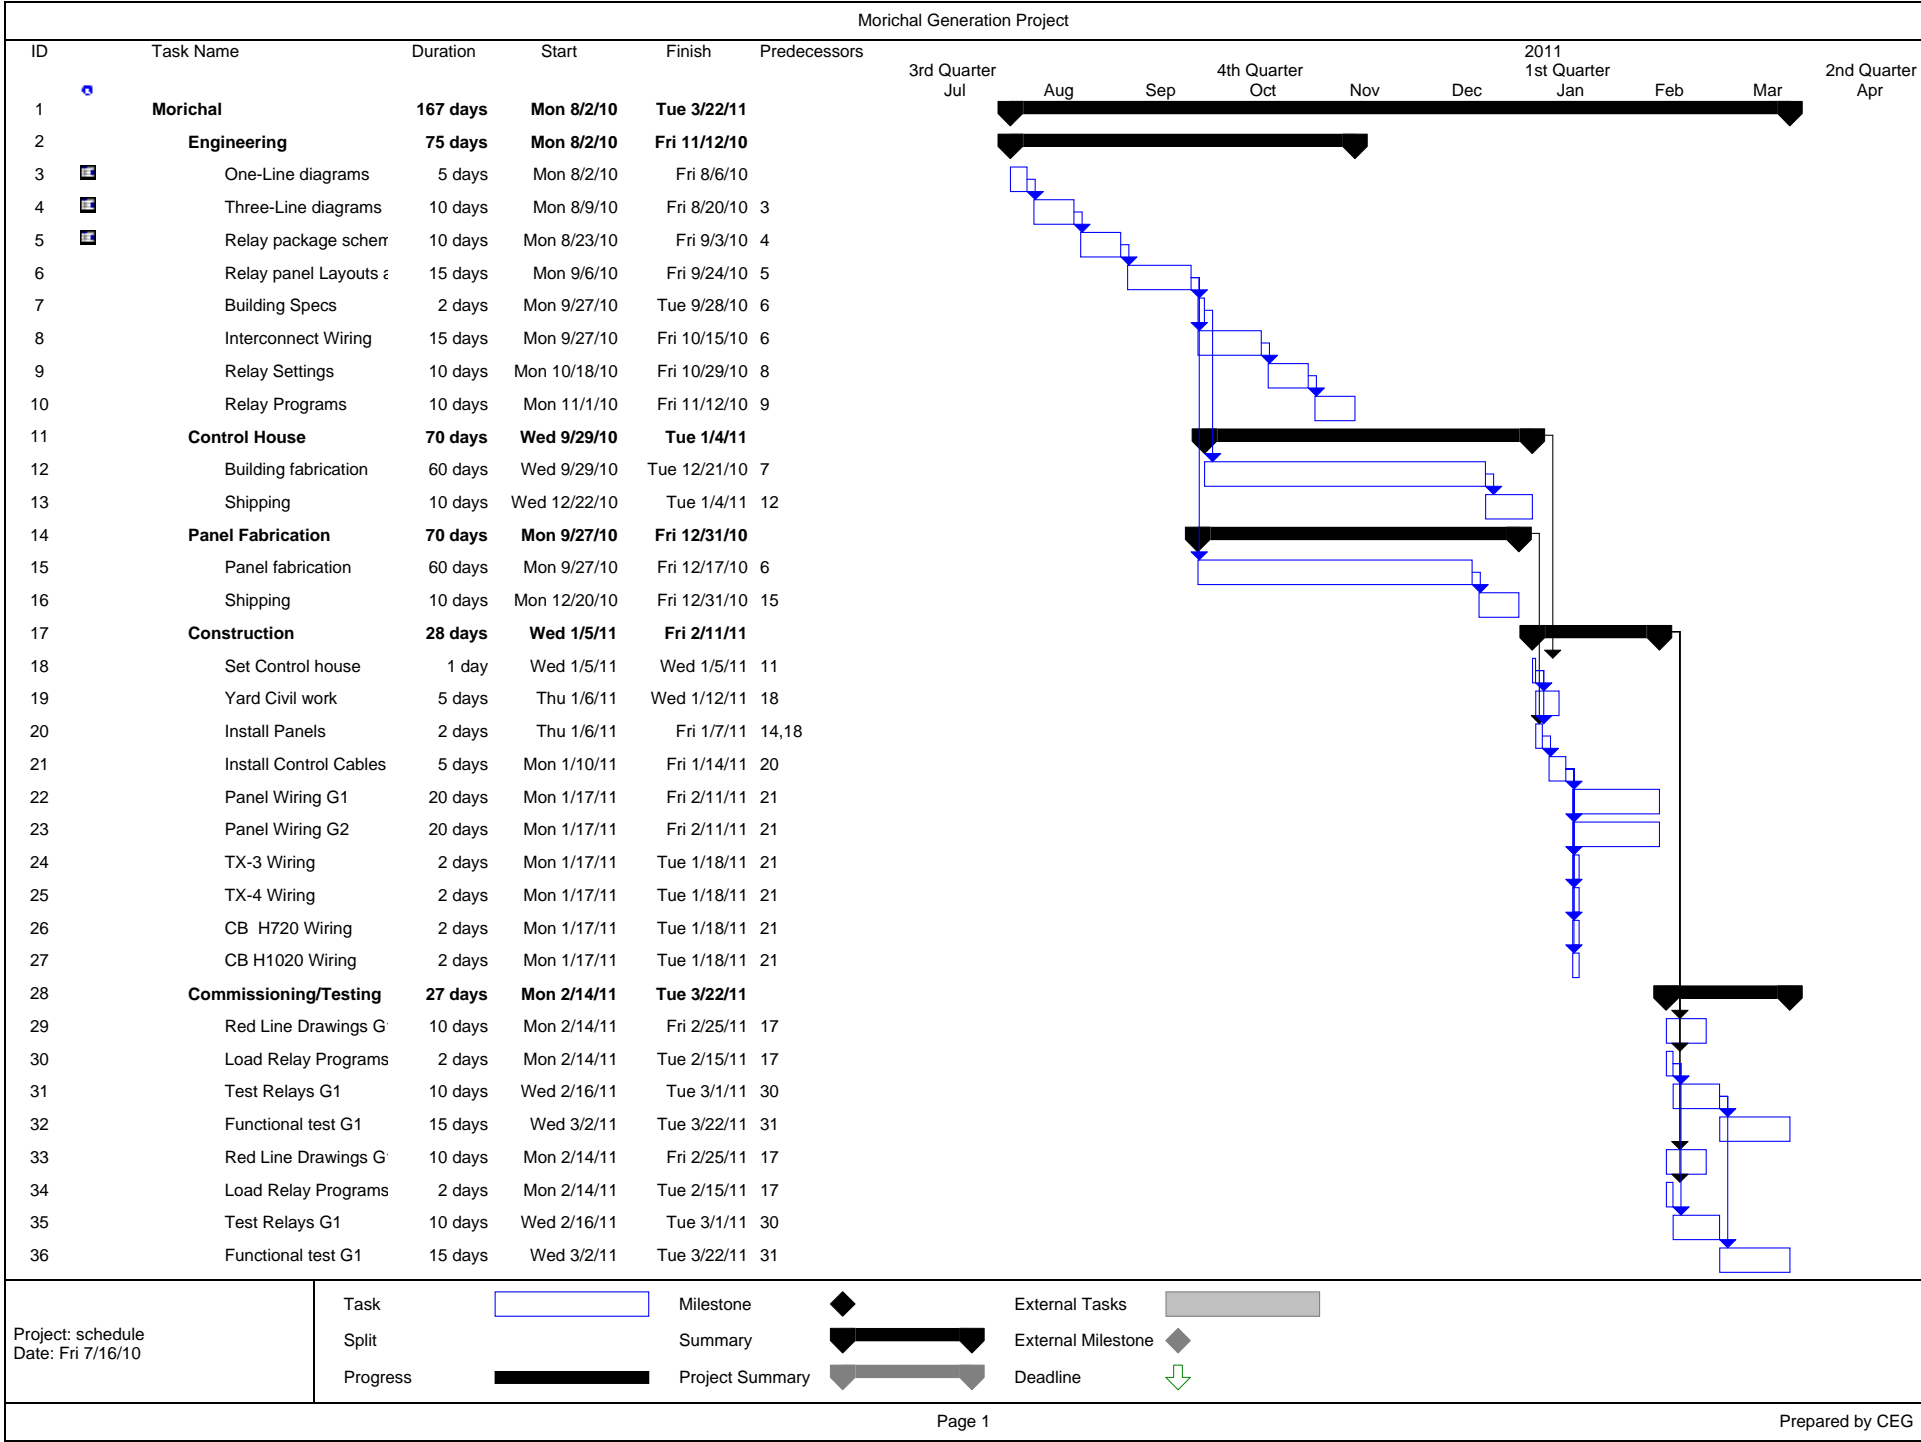 Morichal Generation Project
ID Task Name Duration Start Finish Predecessors
2011
3rd Quarter 4th Quarter 1st Quarter 2nd Quarter
Jul Aug Sep Oct Nov Dec Jan Feb Mar Apr
1 Morichal 167 days Mon 8/2/10 Tue 3/22/11
2 Engineering 75 days Mon 8/2/10 Fri 11/12/10
3 One-Line diagrams 5 days Mon 8/2/10 Fri 8/6/10
4 Three-Line diagrams 10 days Mon 8/9/10 Fri 8/20/10 3
5 Relay package schem 10 days Mon 8/23/10 Fri 9/3/10 4
6 Relay panel Layouts a 15 days Mon 9/6/10 Fri 9/24/10 5
7 Building Specs 2 days Mon 9/27/10 Tue 9/28/10 6
8 Interconnect Wiring 15 days Mon 9/27/10 Fri 10/15/10 6
9 Relay Settings 10 days Mon 10/18/10 Fri 10/29/10 8
10 Relay Programs 10 days Mon 11/1/10 Fri 11/12/10 9
11 Control House 70 days Wed 9/29/10 Tue 1/4/11
12 Building fabrication 60 days Wed 9/29/10 Tue 12/21/10 7
13 Shipping 10 days Wed 12/22/10 Tue 1/4/11 12
14 Panel Fabrication 70 days Mon 9/27/10 Fri 12/31/10
15 Panel fabrication 60 days Mon 9/27/10 Fri 12/17/10 6
16 Shipping 10 days Mon 12/20/10 Fri 12/31/10 15
17 Construction 28 days Wed 1/5/11 Fri 2/11/11
18 Set Control house 1 day Wed 1/5/11 Wed 1/5/11 11
19 Yard Civil work 5 days Thu 1/6/11 Wed 1/12/11 18
20 Install Panels 2 days Thu 1/6/11 Fri 1/7/11 14,18
21 Install Control Cables 5 days Mon 1/10/11 Fri 1/14/11 20
22 Panel Wiring G1 20 days Mon 1/17/11 Fri 2/11/11 21
23 Panel Wiring G2 20 days Mon 1/17/11 Fri 2/11/11 21
24 TX-3 Wiring 2 days Mon 1/17/11 Tue 1/18/11 21
25 TX-4 Wiring 2 days Mon 1/17/11 Tue 1/18/11 21
26 CB H720 Wiring 2 days Mon 1/17/11 Tue 1/18/11 21
27 CB H1020 Wiring 2 days Mon 1/17/11 Tue 1/18/11 21
28 Commissioning/Testing 27 days Mon 2/14/11 Tue 3/22/11
29 Red Line Drawings G 10 days Mon 2/14/11 Fri 2/25/11 17
30 Load Relay Programs 2 days Mon 2/14/11 Tue 2/15/11 17
31 Test Relays G1 10 days Wed 2/16/11 Tue 3/1/11 30
32 Functional test G1 15 days Wed 3/2/11 Tue 3/22/11 31
33 Red Line Drawings G 10 days Mon 2/14/11 Fri 2/25/11 17
34 Load Relay Programs 2 days Mon 2/14/11 Tue 2/15/11 17
35 Test Relays G1 10 days Wed 2/16/11 Tue 3/1/11 30
36 Functional test G1 15 days Wed 3/2/11 Tue 3/22/11 31
Project: schedule
Date: Fri 7/16/10
Task Milestone External Tasks
Split Summary External Milestone
Progress Project Summary Deadline
Page 1
Prepared by CEG